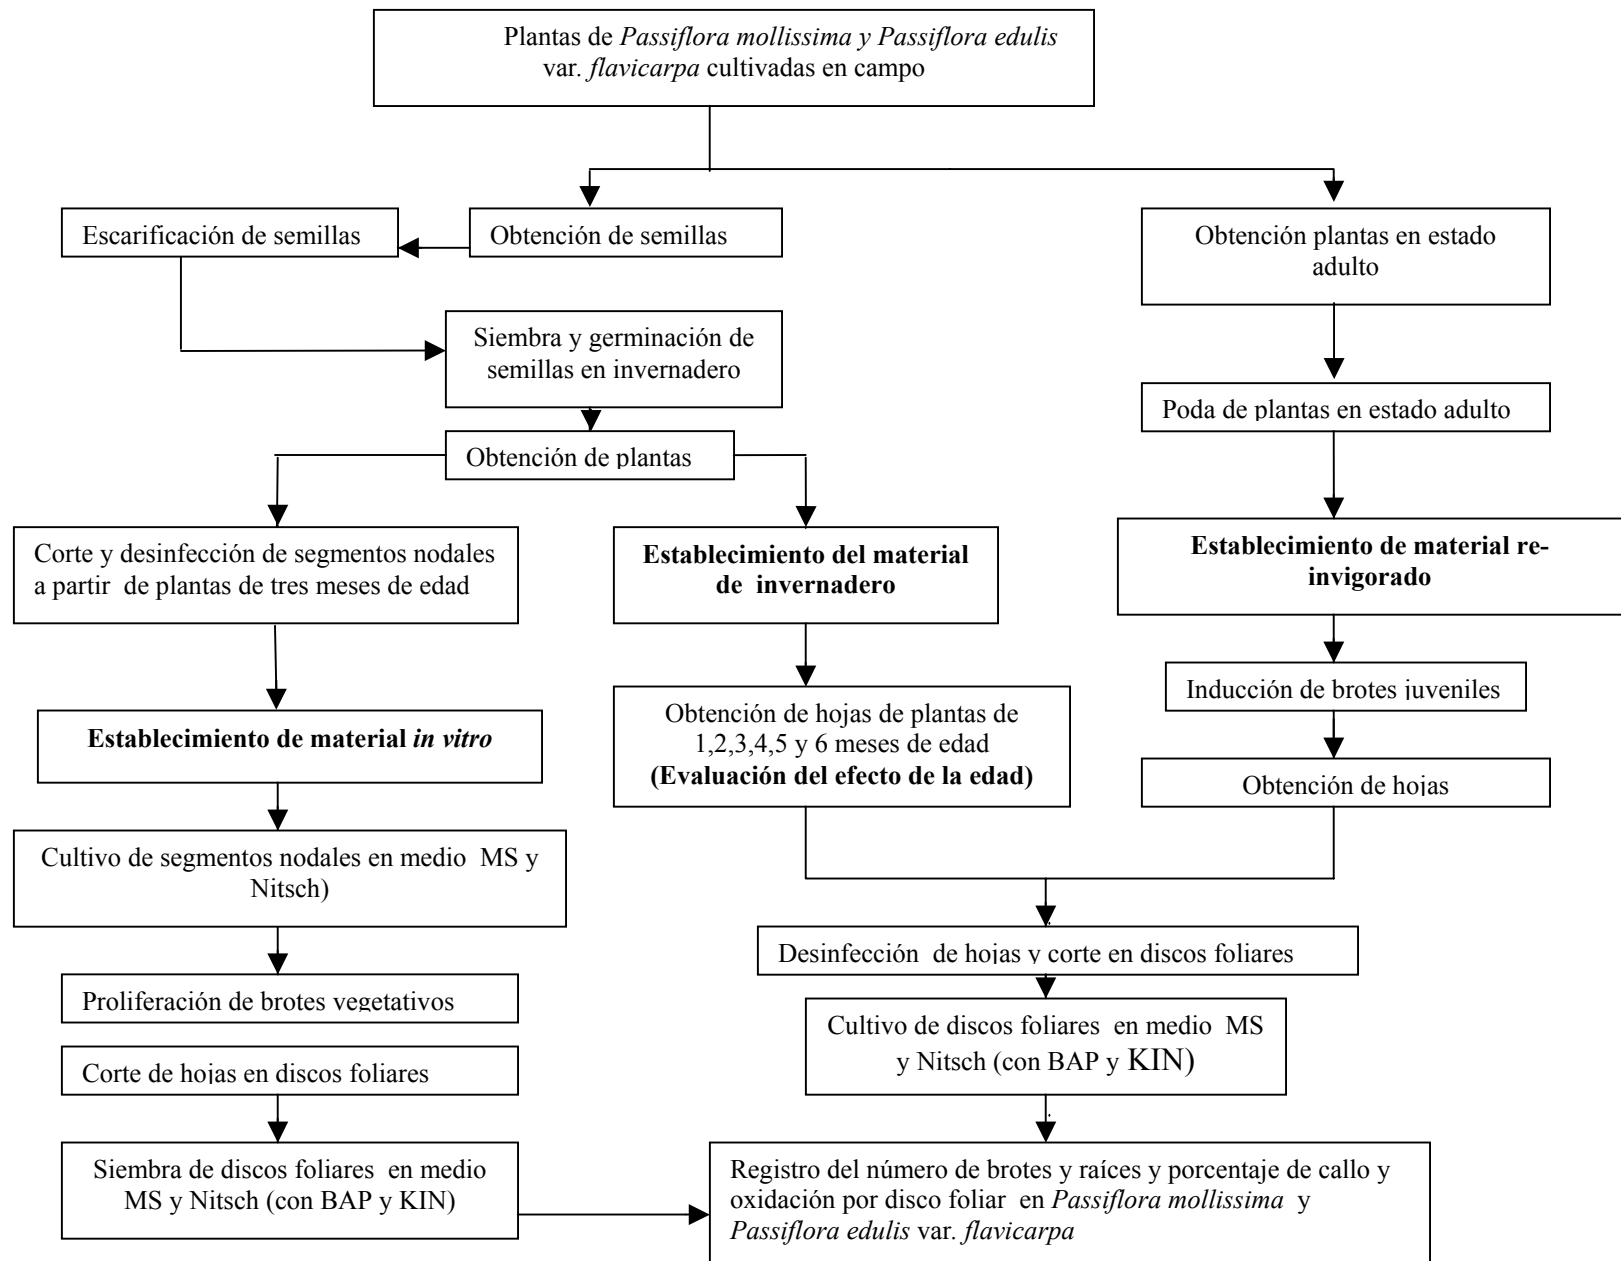 Plantas de Passiflora mollissima y Passiflora edulis
var. flavicarpa cultivadas en campo
Escarificación de semillas
Obtención de semillas
Obtención plantas en estado
adulto
Siembra y germinación de
semillas en invernadero
Poda de plantas en estado adulto
Obtención de plantas
Corte y desinfección de segmentos nodales
a partir de plantas de tres meses de edad
Establecimiento del material
de invernadero
Establecimiento de material re-
invigorado
Inducción de brotes juveniles
Establecimiento de material in vitro
Obtención de hojas de plantas de
1,2,3,4,5 y 6 meses de edad
(Evaluación del efecto de la edad)
Obtención de hojas
Cultivo de segmentos nodales en medio MS y
Nitsch)
Desinfección de hojas y corte en discos foliares
Proliferación de brotes vegetativos
Cultivo de discos foliares en medio MS
y Nitsch (con BAP y KIN)
Corte de hojas en discos foliares
Siembra de discos foliares en medio
MS y Nitsch (con BAP y KIN)
Registro del número de brotes y raíces y porcentaje de callo y
oxidación por disco foliar en Passiflora mollissima y
Passiflora edulis var. flavicarpa